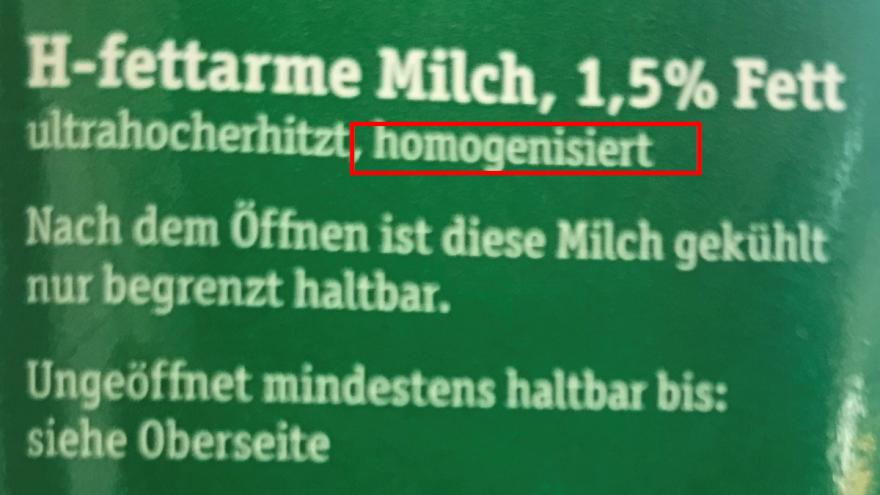 H-fettarme Milch, 1,5% Fett
ultrahocherhitzt, homogenisiert
Nach dem Öffnen ist diese Milch gekühlt
nur begrenzt haltbar.
Ungeöffnet mindestens haltbar bis:
siehe Oberseite